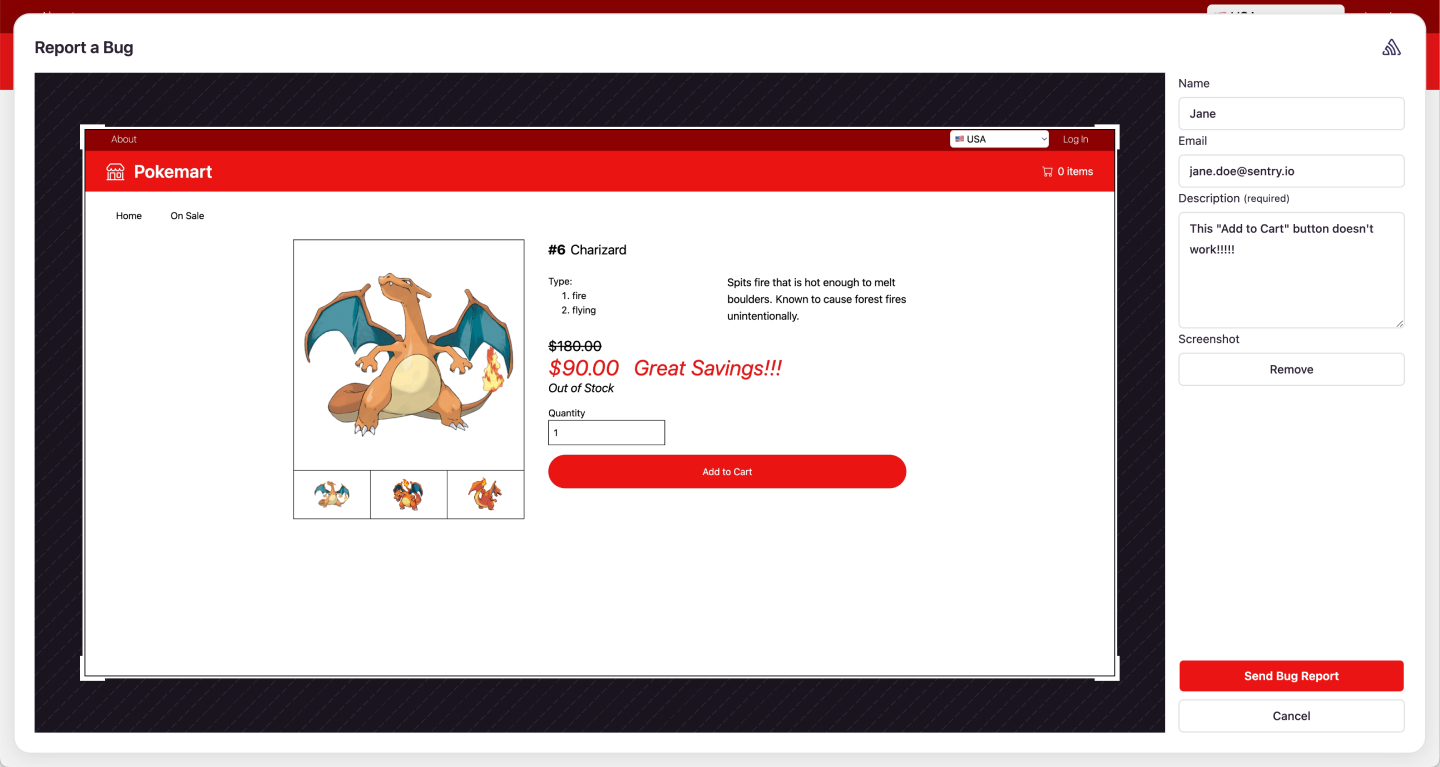 Report a Bug
About
USA
Log In
Pokemart
0 items
Home
On Sale
#6 Charizard
Type:
1. fire
2. flying
Spits fire that is hot enough to melt
boulders. Known to cause forest fires
unintentionally.
$180.00
$90.00 Great Savings!!!
Out of Stock
Quantity
1
Add to Cart
Name
Jane
Email
jane.doe@sentry.io
Description (required)
This "Add to Cart" button doesn't
work!!!!!
Screenshot
Remove
Send Bug Report
Cancel